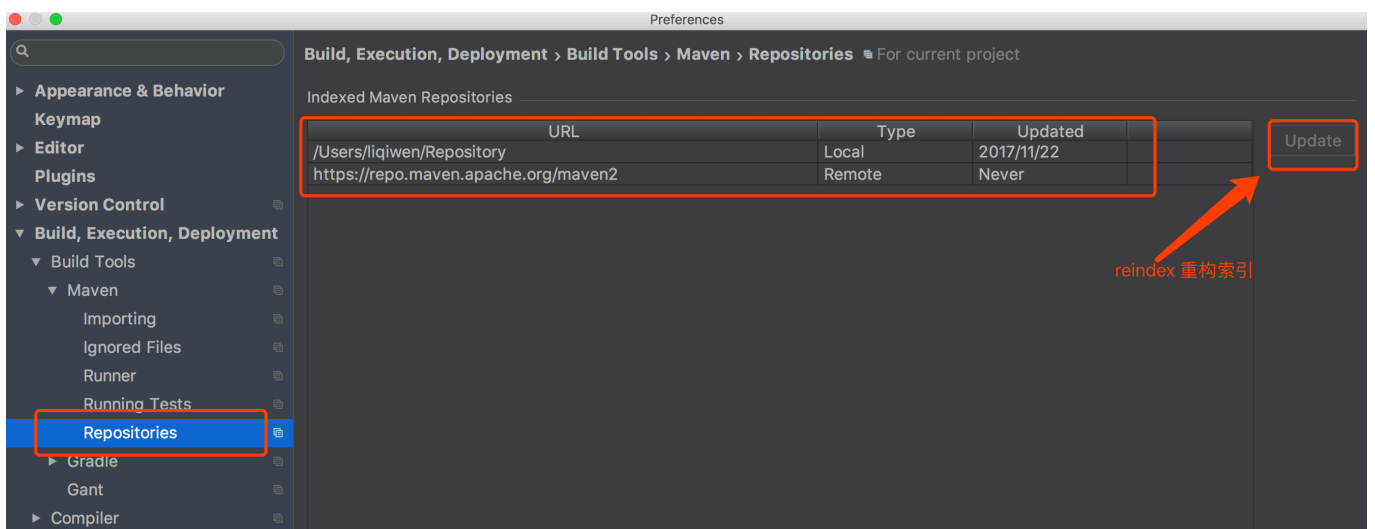 Preferences
Build, Execution, Deployment › Build Tools › Maven › Repositories For current project
Appearance & Behavior
Keymap
Editor
Plugins
Version Control
Build, Execution, Deployment
Build Tools
Maven
Importing
Ignored Files
Runner
Running Tests
Repositories
Gradle
Gant
Compiler
Indexed Maven Repositories
URL Type Updated
/Users/liqiwen/Repository Local 2017/11/22
https://repo.maven.apache.org/maven2 Remote Never
Update
reindex 重构索引